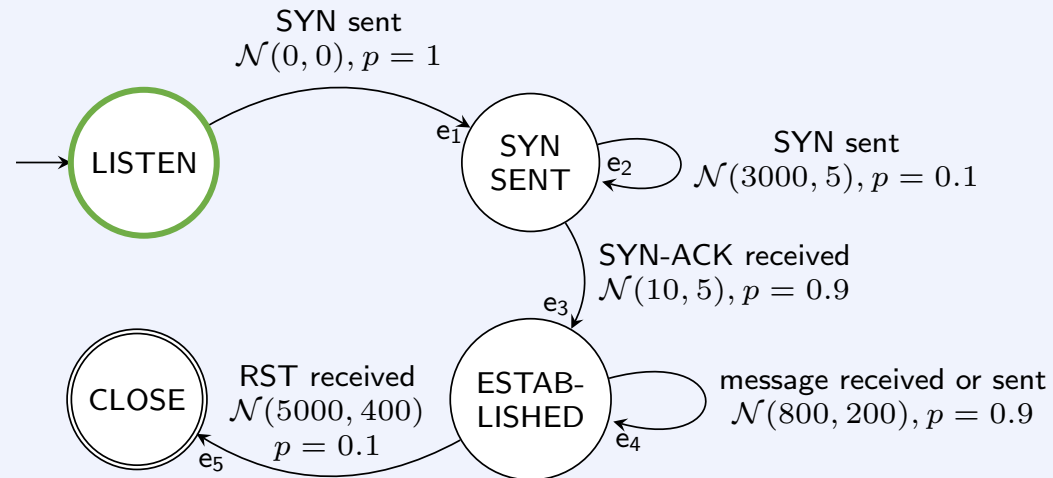 SYN sent
𝒩(0, 0), p = 1
e₁
LISTEN
SYN
SENT
e₂
SYN sent
𝒩(3000, 5), p = 0.1
SYN-ACK received
𝒩(10, 5), p = 0.9
e₃
CLOSE
RST received
𝒩(5000, 400)
p = 0.1
e₅
ESTAB-
LISHED
message received or sent
𝒩(800, 200), p = 0.9
e₄